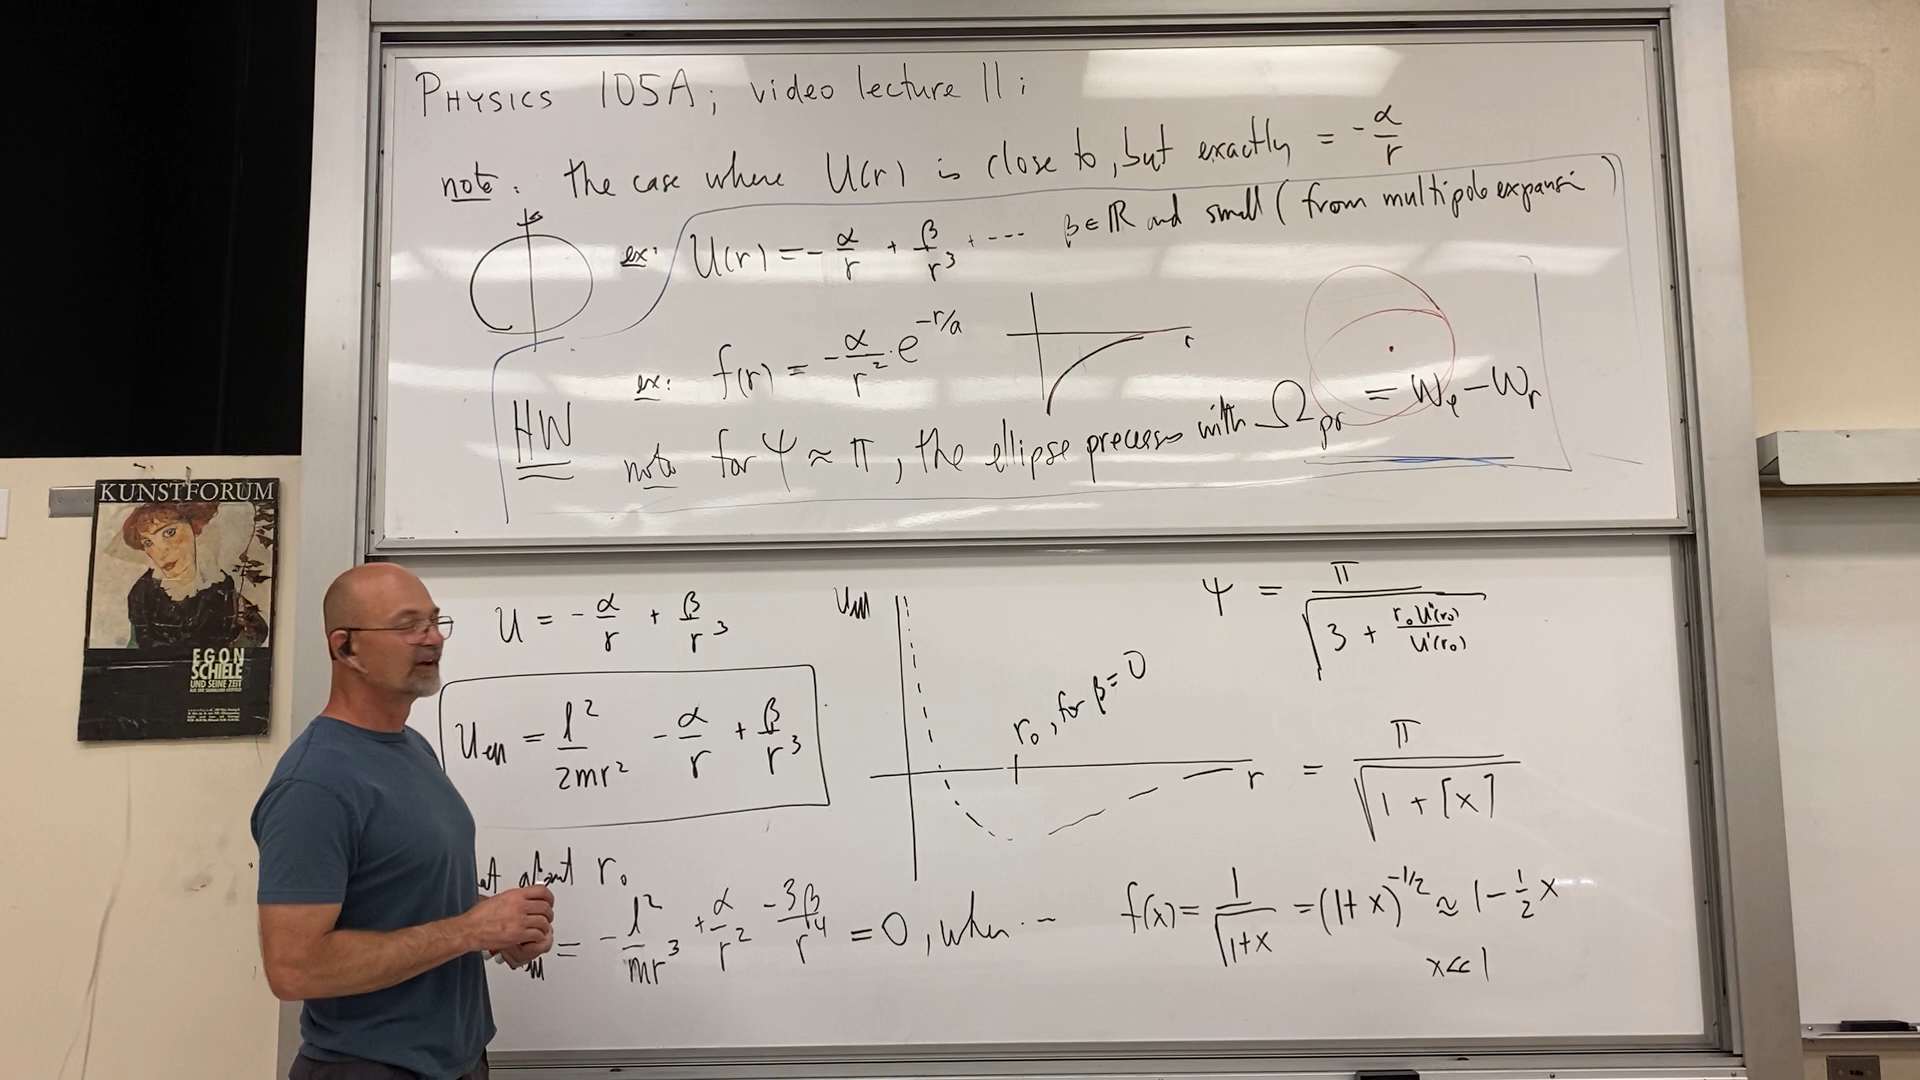 PHYSICS 105A; video lecture 11:
note: the case where U(r) is close to, but exactly = -α/r
ex: U(r) = -α/r + β/r³ + --- β∈ℝ and small (from multipole expansi)
ex: f(r) = -α/r² · e^(-r/a)
r
HW
note for ψ ≈ π, the ellipse precesses with Ω_pr = ω_φ - ω_r
KUNSTFORUM
EGON
SCHIELE
UND SEINE ZEIT
U = -α/r + β/r³
U_eff = l²/2mr² - α/r + β/r³
about r₀
= -l²/mr³ + α/r² - 3β/r⁴ = 0, when --
U_eff
r₀, for β=0
r
ψ = π/√(3 + r₀U''(r₀)/U'(r₀))
= π/√(1 + [x])
f(x) = 1/√(1+x) = (1+x)^(-1/2) ≈ 1 - ½x
x<<1